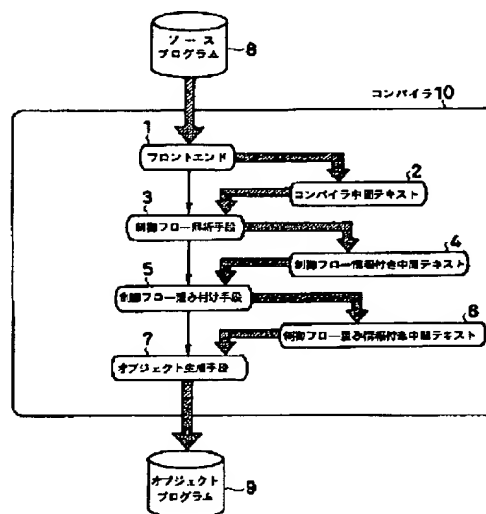 ソース
プログラム
8
コンパイラ 10
1
フロントエンド
2
コンパイラ中間テキスト
3
制御フロー解析手段
4
制御フロー情報付き中間テキスト
5
制御フロー重み付け手段
6
制御フロー重み情報付き中間テキスト
7
オブジェクト生成手段
オブジェクト
プログラム
9